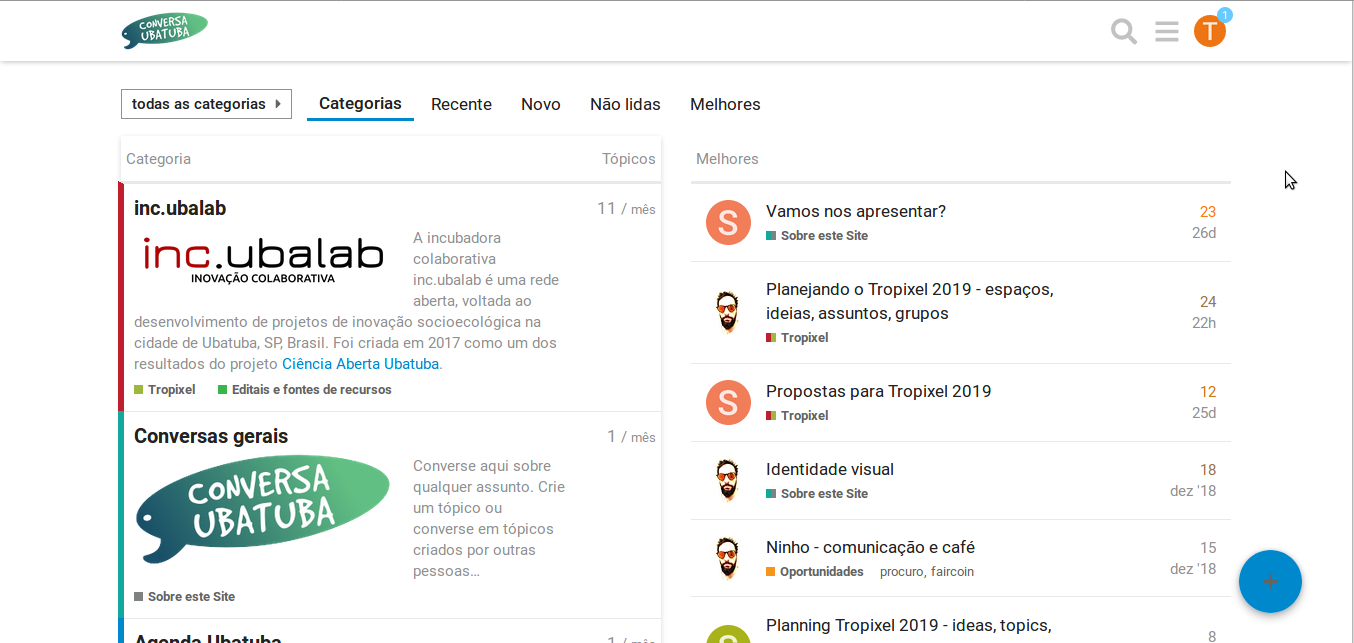 CONVERSA
UBATUBA
T
1
todas as categorias
Categorias
Recente
Novo
Não lidas
Melhores
Categoria
Tópicos
inc.ubalab
11 / mês
inc.ubalab
INOVAÇÃO COLABORATIVA
A incubadora
colaborativa
inc.ubalab é uma rede
aberta, voltada ao
desenvolvimento de projetos de inovação socioecológica na
cidade de Ubatuba, SP, Brasil. Foi criada em 2017 como um dos
resultados do projeto Ciência Aberta Ubatuba.
Tropixel
Editais e fontes de recursos
Conversas gerais
1 / mês
CONVERSA
UBATUBA
Converse aqui sobre
qualquer assunto. Crie
um tópico ou
converse em tópicos
criados por outras
pessoas…
Sobre este Site
Agenda Ubatuba
1 / mês
Melhores
S
Vamos nos apresentar?
Sobre este Site
23
26d
Planejando o Tropixel 2019 - espaços,
ideias, assuntos, grupos
Tropixel
24
22h
S
Propostas para Tropixel 2019
Tropixel
12
25d
Identidade visual
Sobre este Site
18
dez '18
Ninho - comunicação e café
Oportunidades procuro, faircoin
15
dez '18
S
Planning Tropixel 2019 - ideas, topics,
8
+